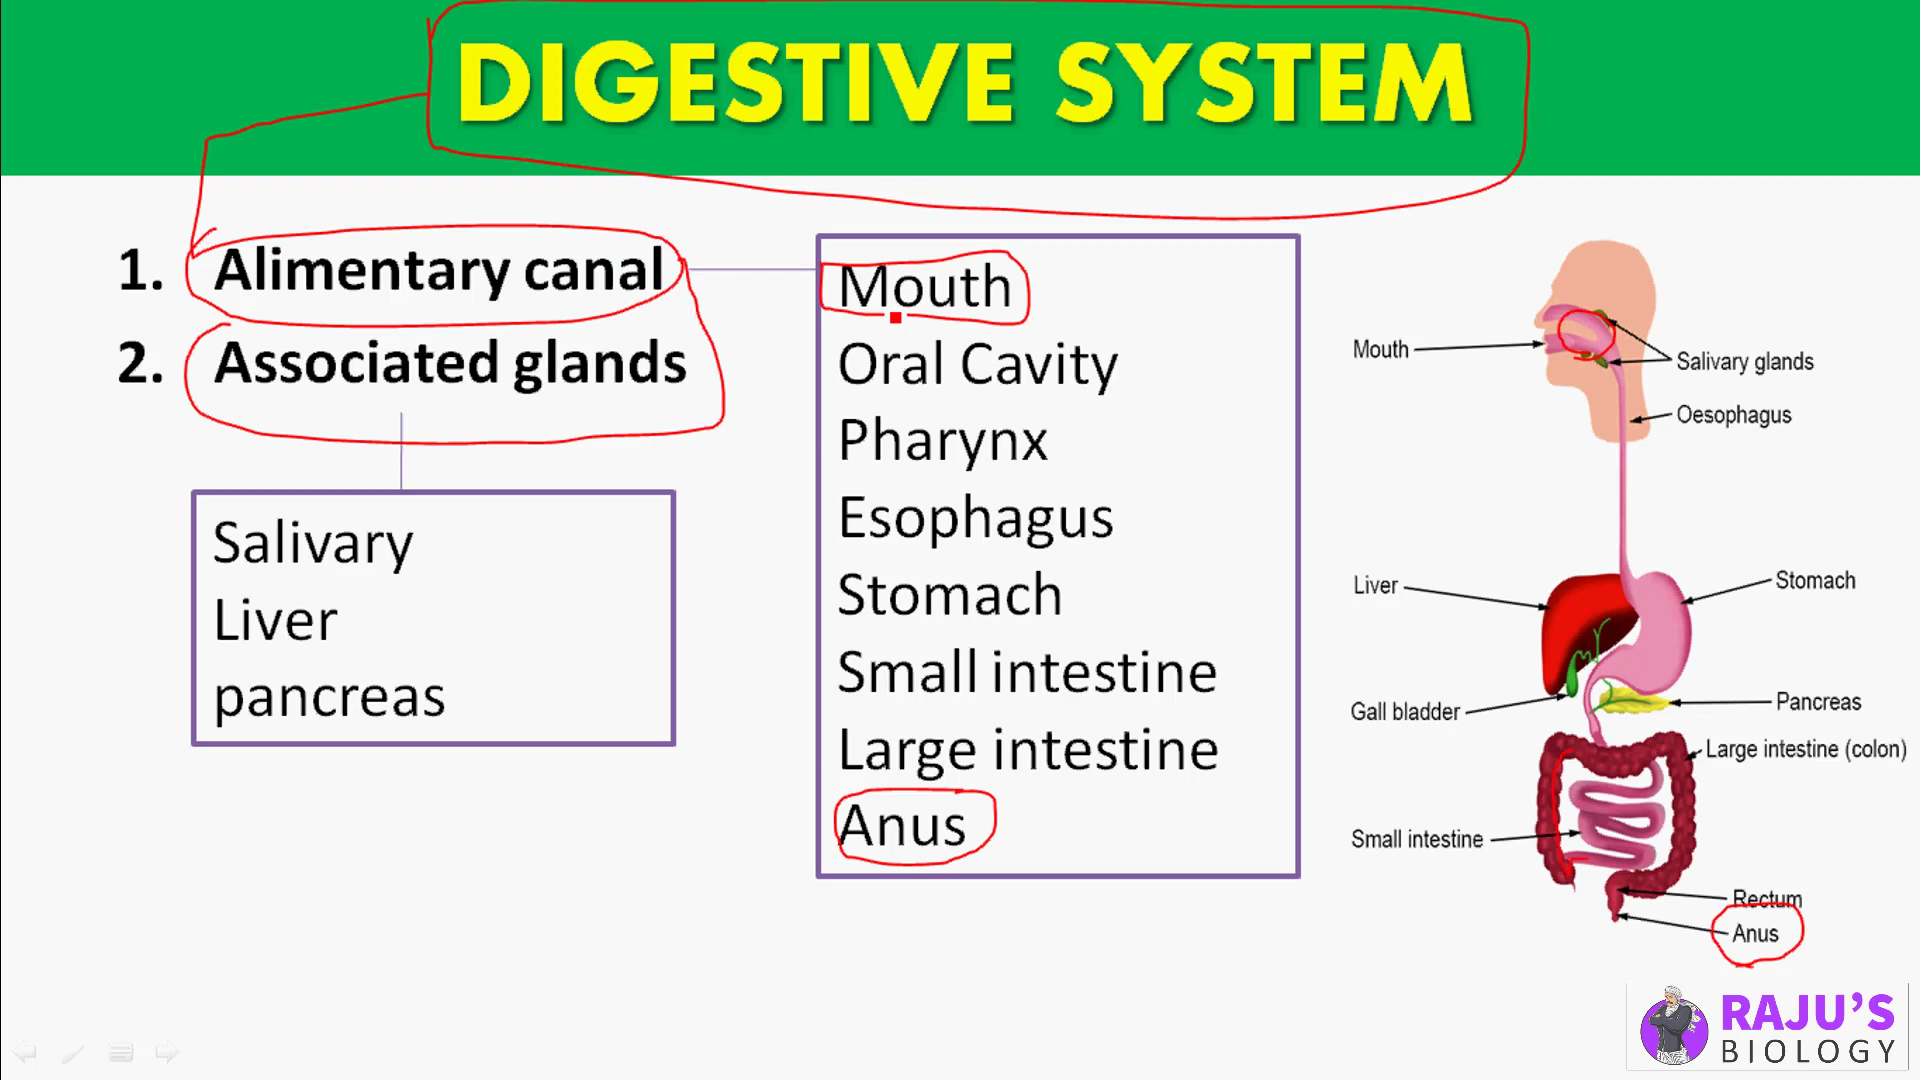 DIGESTIVE SYSTEM
1. Alimentary canal
2. Associated glands
Salivary
Liver
pancreas
Mouth
Oral Cavity
Pharynx
Esophagus
Stomach
Small intestine
Large intestine
Anus
Mouth
Salivary glands
Oesophagus
Liver
Stomach
Gall bladder
Pancreas
Large intestine (colon)
Small intestine
Rectum
Anus
RAJU'S
BIOLOGY